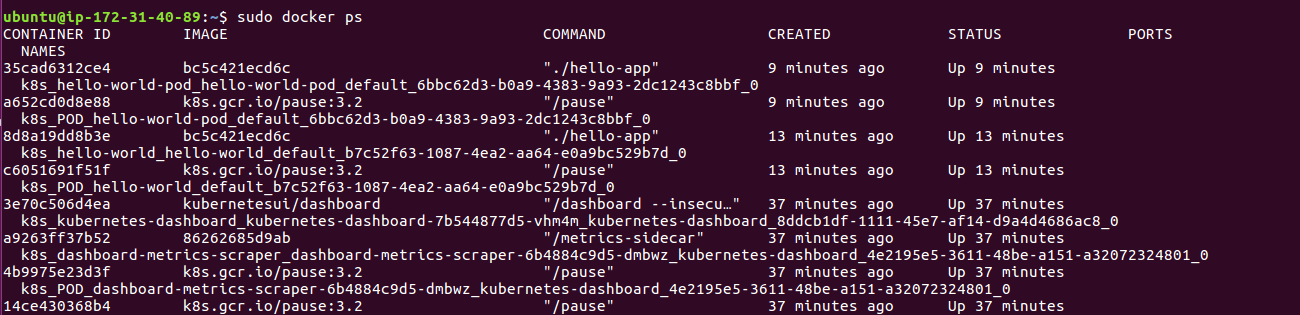 ubuntu@ip-172-31-40-89:~$ sudo docker ps
CONTAINER ID        IMAGE                                   COMMAND                  CREATED             STATUS              PORTS
  NAMES
35cad6312ce4        bc5c421ecd6c                            "./hello-app"            9 minutes ago       Up 9 minutes
  k8s_hello-world-pod_hello-world-pod_default_6bbc62d3-b0a9-4383-9a93-2dc1243c8bbf_0
a652cd0d8e88        k8s.gcr.io/pause:3.2                    "/pause"                 9 minutes ago       Up 9 minutes
  k8s_POD_hello-world-pod_default_6bbc62d3-b0a9-4383-9a93-2dc1243c8bbf_0
8d8a19dd8b3e        bc5c421ecd6c                            "./hello-app"            13 minutes ago      Up 13 minutes
  k8s_hello-world_hello-world_default_b7c52f63-1087-4ea2-aa64-e0a9bc529b7d_0
c6051691f51f        k8s.gcr.io/pause:3.2                    "/pause"                 13 minutes ago      Up 13 minutes
  k8s_POD_hello-world_default_b7c52f63-1087-4ea2-aa64-e0a9bc529b7d_0
3e70c506d4ea        kubernetesui/dashboard                  "/dashboard --insecu…"   37 minutes ago      Up 37 minutes
  k8s_kubernetes-dashboard_kubernetes-dashboard-7b544877d5-vhm4m_kubernetes-dashboard_8ddcb1df-1111-45e7-af14-d9a4d4686ac8_0
a9263ff37b52        86262685d9ab                            "/metrics-sidecar"       37 minutes ago      Up 37 minutes
  k8s_dashboard-metrics-scraper_dashboard-metrics-scraper-6b4884c9d5-dmbwz_kubernetes-dashboard_4e2195e5-3611-48be-a151-a32072324801_0
4b9975e23d3f        k8s.gcr.io/pause:3.2                    "/pause"                 37 minutes ago      Up 37 minutes
  k8s_POD_dashboard-metrics-scraper-6b4884c9d5-dmbwz_kubernetes-dashboard_4e2195e5-3611-48be-a151-a32072324801_0
14ce430368b4        k8s.gcr.io/pause:3.2                    "/pause"                 37 minutes ago      Up 37 minutes